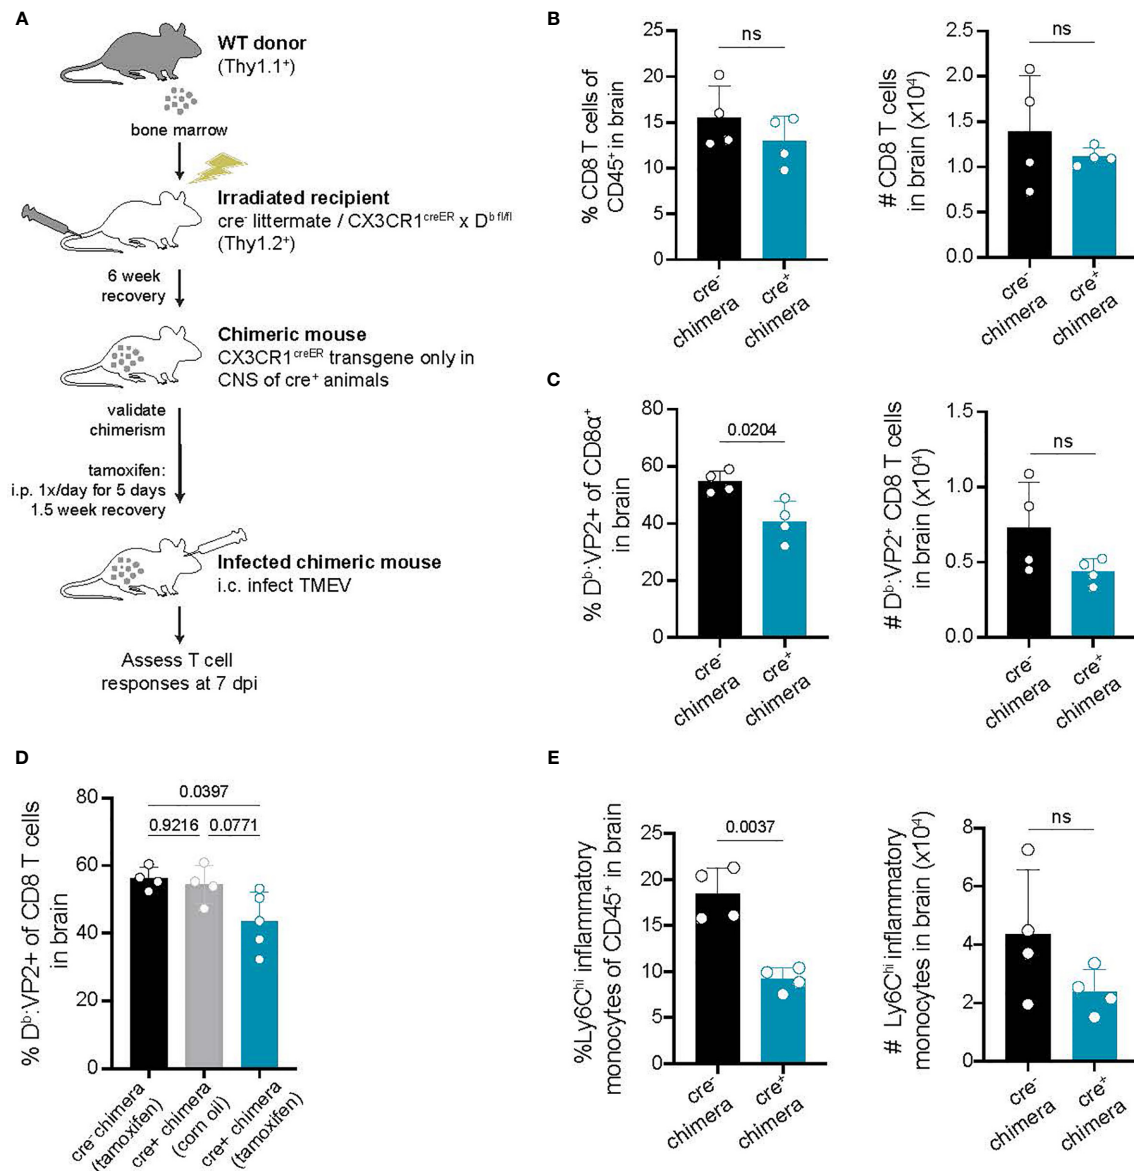 A
WT donor
(Thy1.1⁺)
bone marrow
Irradiated recipient
cre⁻ littermate / CX3CR1ᶜʳᵉᴱᴿ x Dᵇ ᶠˡ/ᶠˡ
(Thy1.2⁺)
6 week
recovery
Chimeric mouse
CX3CR1ᶜʳᵉᴱᴿ transgene only in
CNS of cre⁺ animals
validate
chimerism
tamoxifen:
i.p. 1x/day for 5 days
1.5 week recovery
Infected chimeric mouse
i.c. infect TMEV
Assess T cell
responses at 7 dpi
B
% CD8 T cells of
CD45⁺ in brain
25
20
15
10
5
0
ns
cre⁻
chimera
cre⁺
chimera
# CD8 T cells
in brain (x10⁴)
2.5
2.0
1.5
1.0
0.5
0.0
ns
cre⁻
chimera
cre⁺
chimera
C
% Dᵇ:VP2+ of CD8α⁺
in brain
80
60
40
20
0
0.0204
cre⁻
chimera
cre⁺
chimera
# Dᵇ:VP2⁺ CD8 T cells
in brain (x10⁴)
1.5
1.0
0.5
0.0
ns
cre⁻
chimera
cre⁺
chimera
D
% Dᵇ:VP2+ of CD8 T cells
in brain
80
60
40
20
0
0.0397
0.9216
0.0771
cre⁻ chimera
(tamoxifen)
cre+ chimera
(corn oil)
cre+ chimera
(tamoxifen)
E
%Ly6Cʰⁱ inflammatory
monocytes of CD45⁺ in brain
25
20
15
10
5
0
0.0037
cre⁻
chimera
cre⁺
chimera
# Ly6Cʰⁱ inflammatory
monocytes in brain (x10⁴)
8
6
4
2
0
ns
cre⁻
chimera
cre⁺
chimera